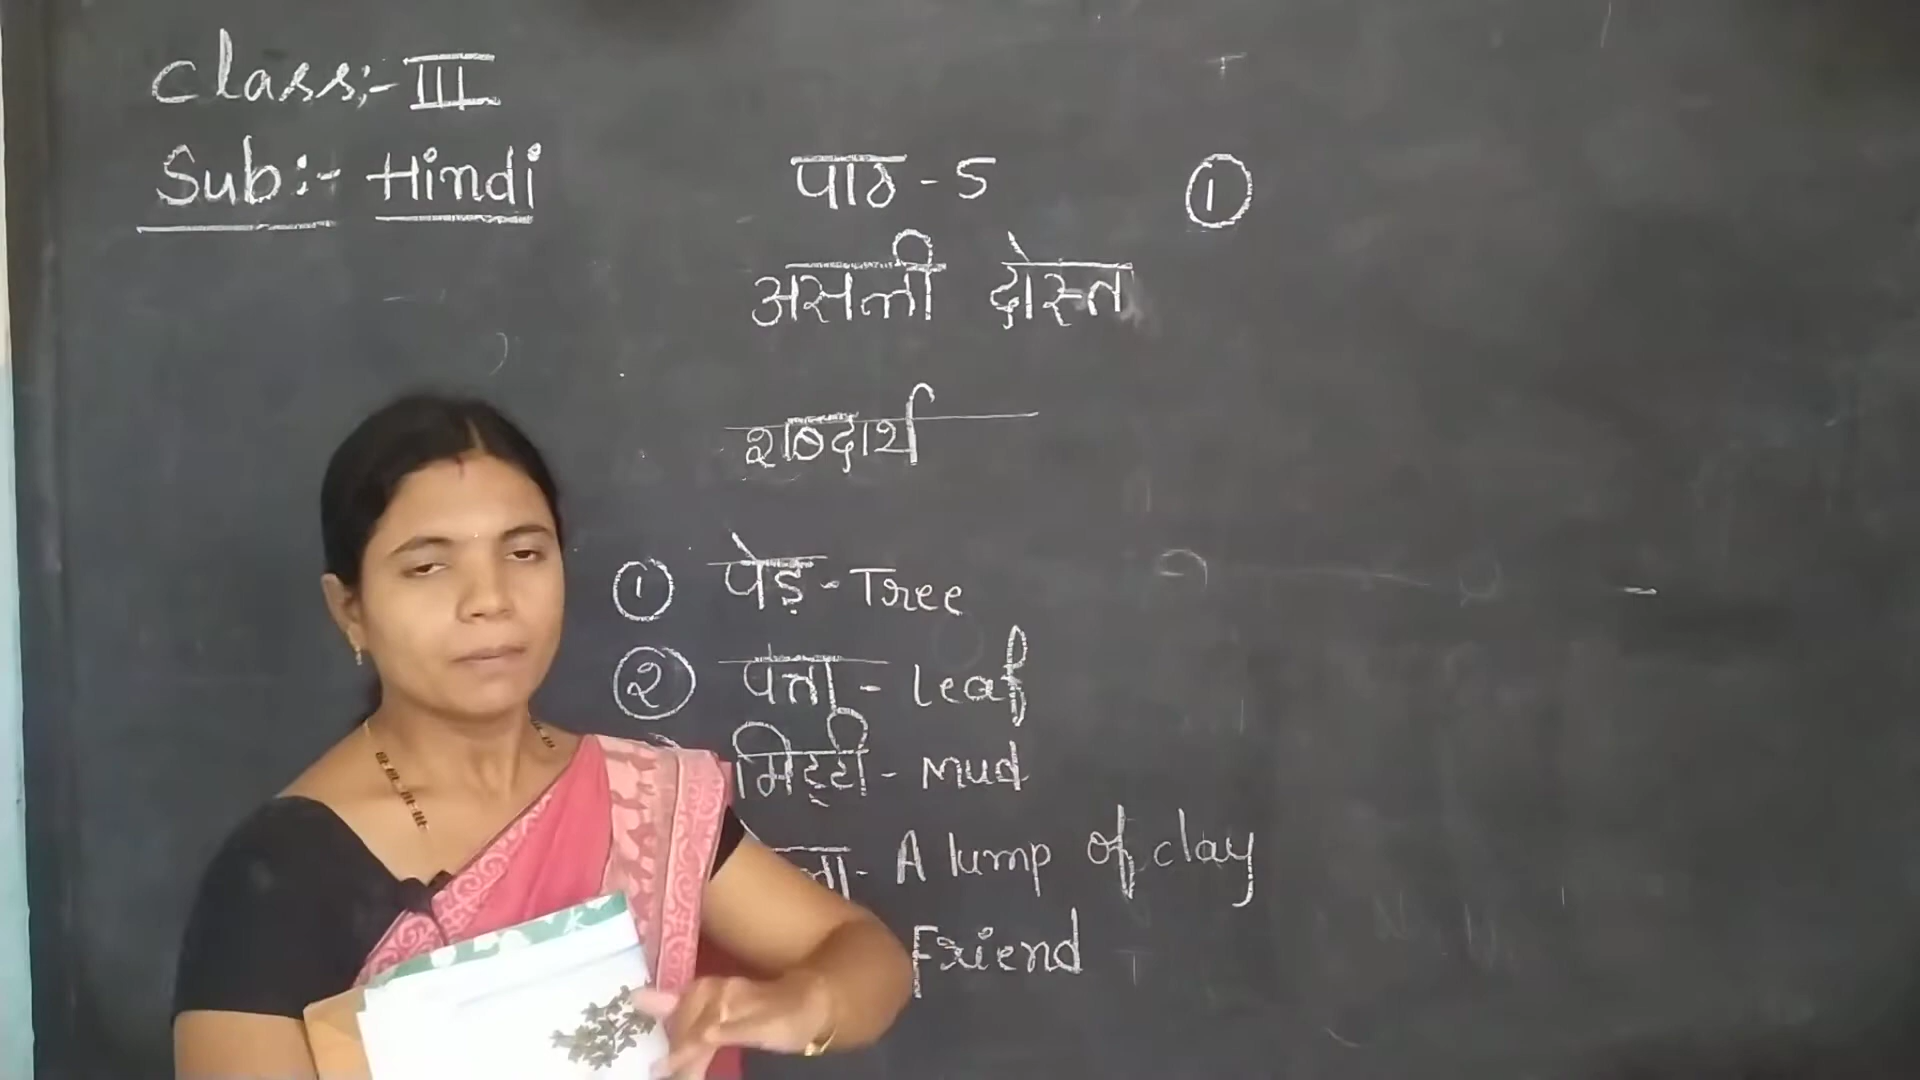 Class:- III
Sub:- Hindi
पाठ - 5 ①
असली दोस्त
शब्दार्थ
① पेड़ - Tree
② पत्ता - Leaf
मिट्टी - Mud
- A lump of clay
Friend